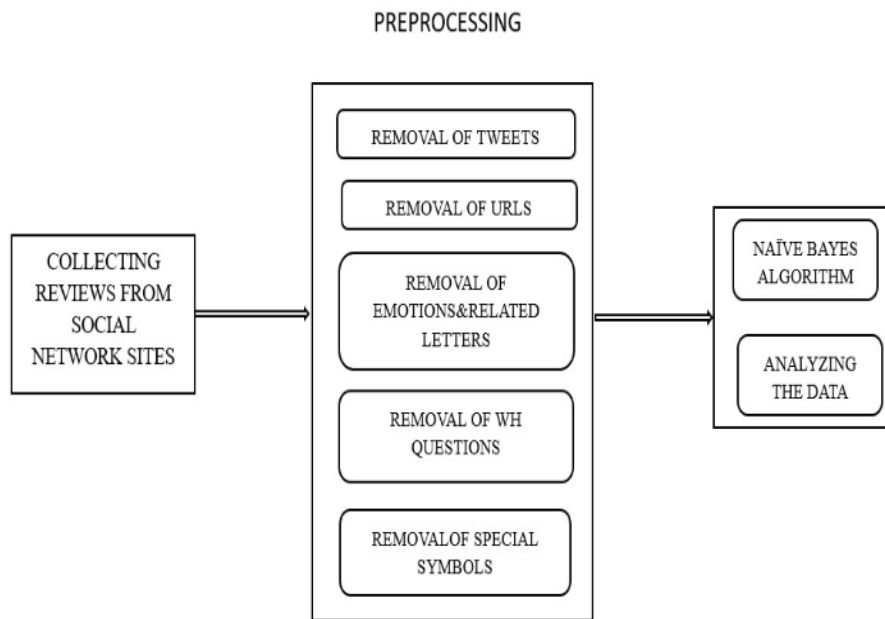 PREPROCESSING
COLLECTING
REVIEWS FROM
SOCIAL
NETWORK SITES
REMOVAL OF TWEETS
REMOVAL OF URLS
REMOVAL OF
EMOTIONS&RELATED
LETTERS
REMOVAL OF WH
QUESTIONS
REMOVALOF SPECIAL
SYMBOLS
NAÏVE BAYES
ALGORITHM
ANALYZING
THE DATA